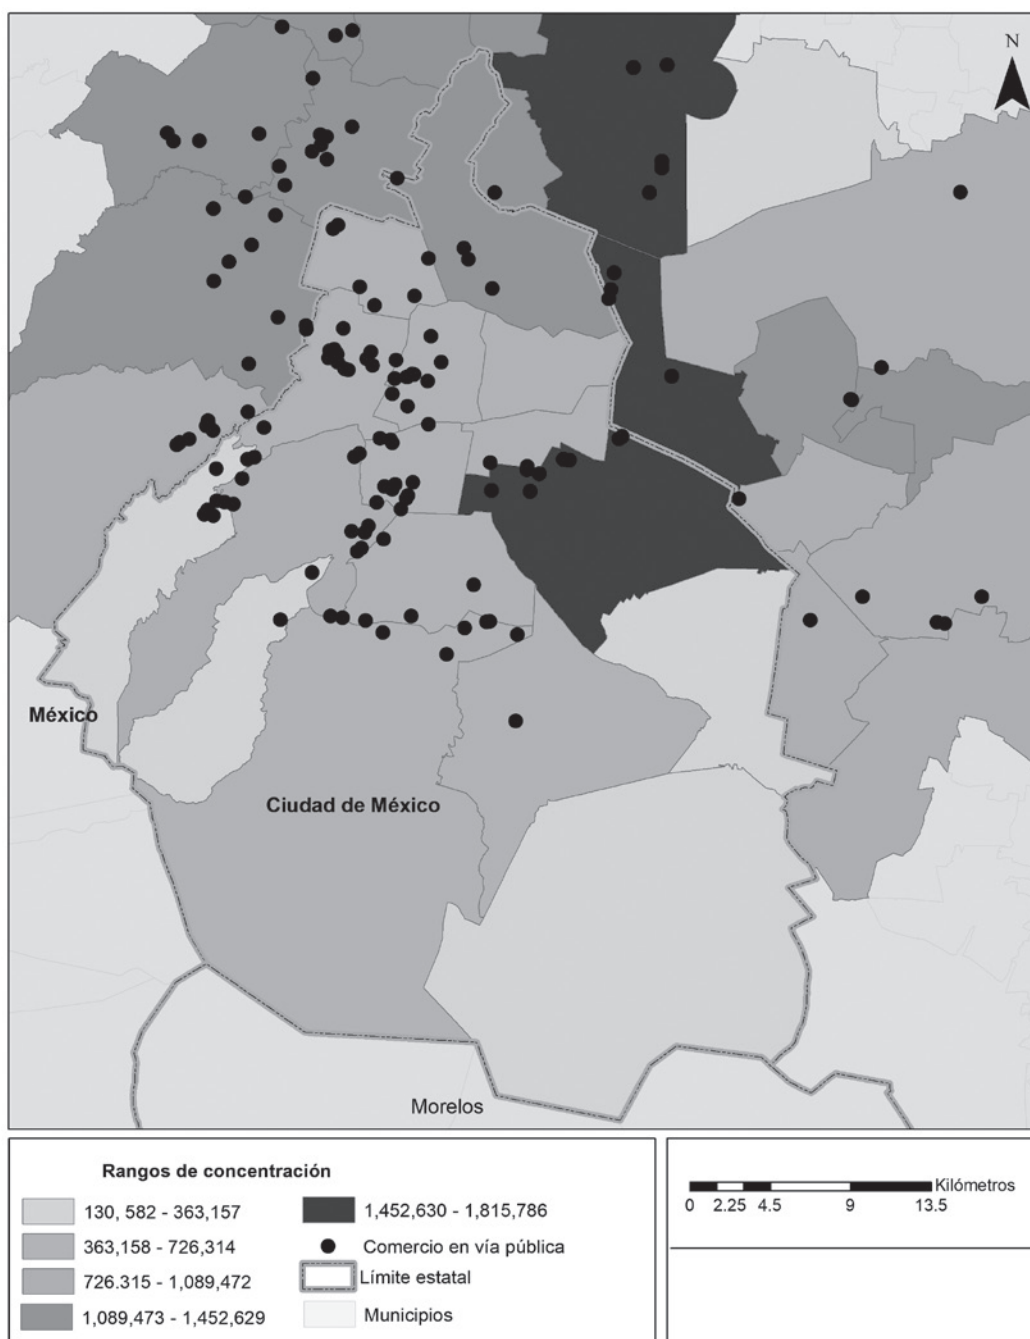 N
México
Ciudad de México
Morelos
Rangos de concentración
130, 582 - 363,157
363,158 - 726,314
726.315 - 1,089,472
1,089,473 - 1,452,629
1,452,630 - 1,815,786
Comercio en vía pública
Límite estatal
Municipios
Kilómetros
0 2.25 4.5 9 13.5